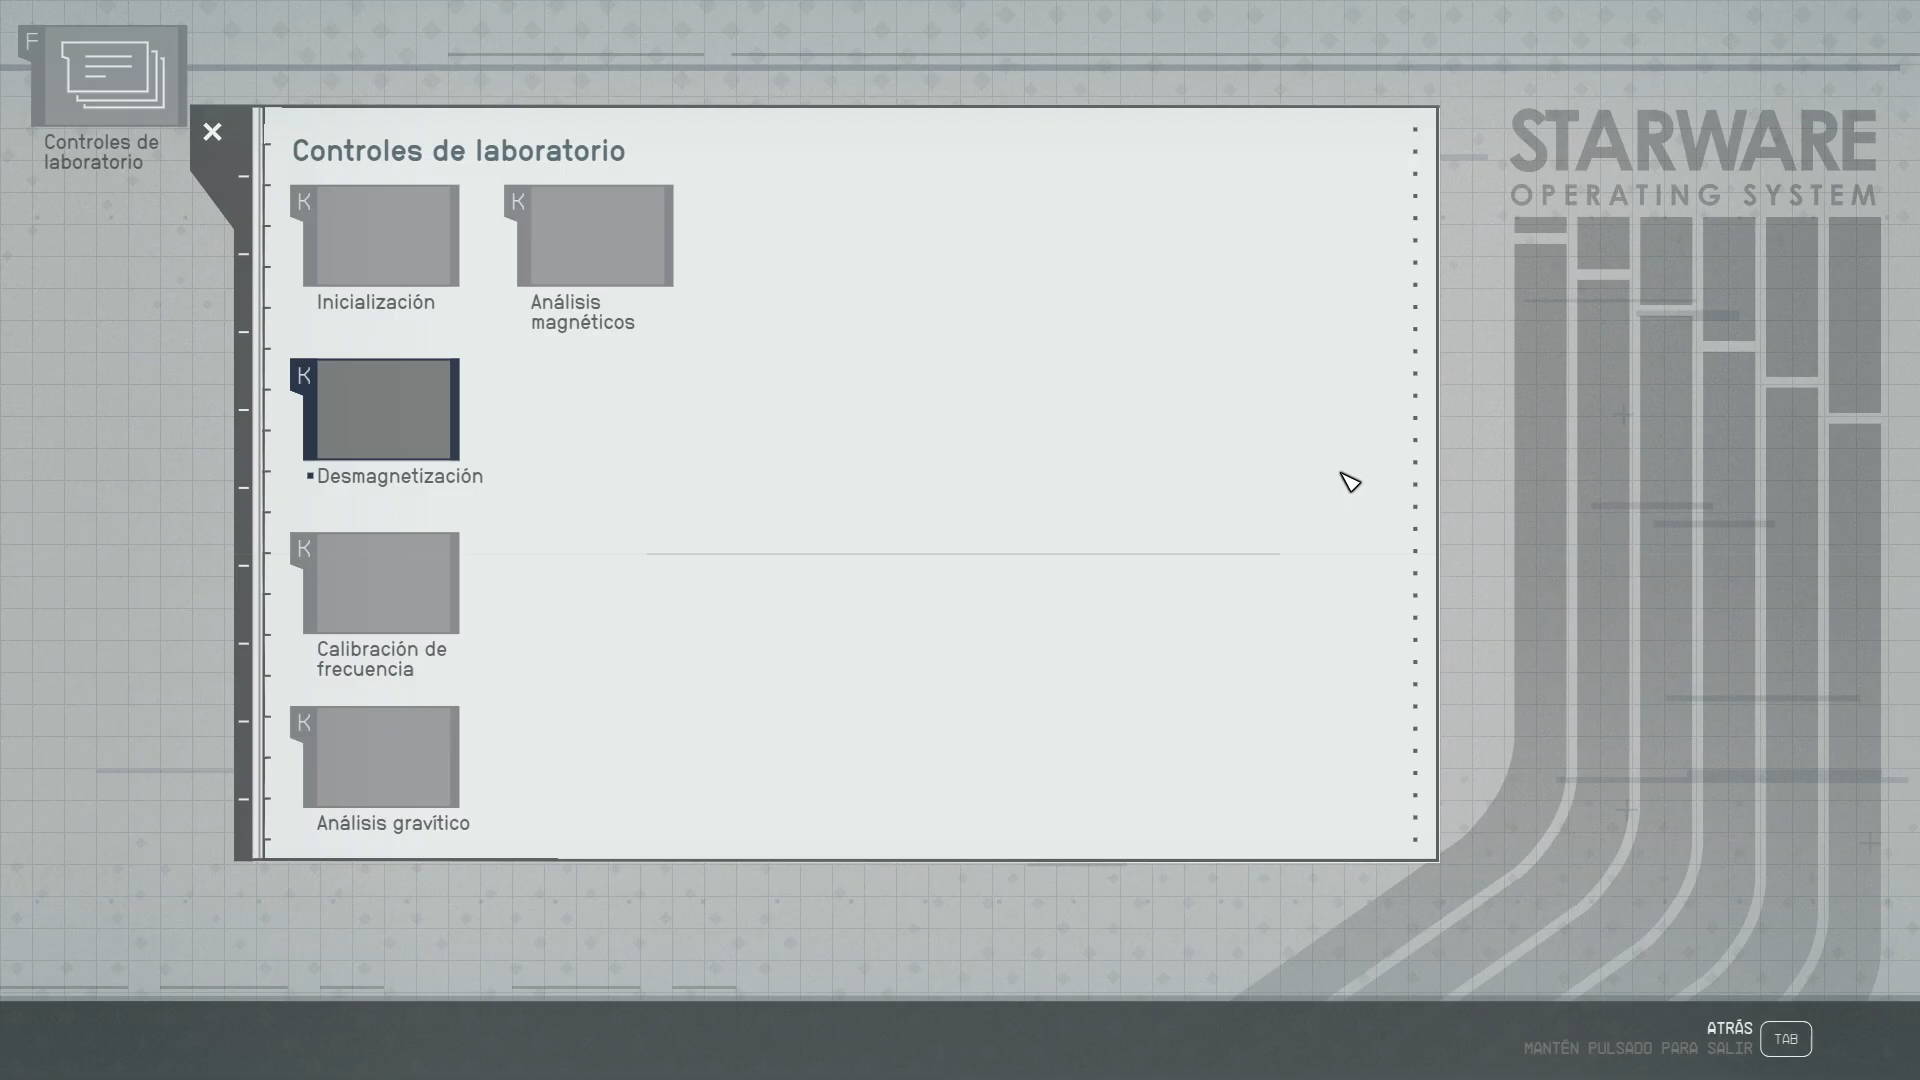 F
Controles de
laboratorio
Controles de laboratorio
K
Inicialización
K
Análisis
magnéticos
K
Desmagnetización
K
Calibración de
frecuencia
K
Análisis gravítico
STARWARE
OPERATING SYSTEM
ATRÁS
MANTÉN PULSADO PARA SALIR
TAB